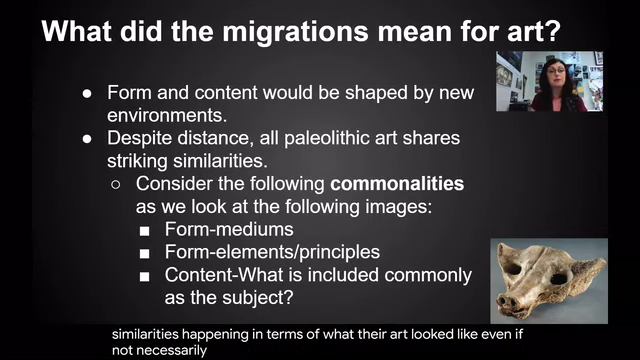 What did the migrations mean for art?
● Form and content would be shaped by new
environments.
● Despite distance, all paleolithic art shares
striking similarities.
○ Consider the following commonalities
as we look at the following images:
■ Form-mediums
■ Form-elements/principles
■ Content-What is included commonly
as the subject?
similarities happening in terms of what their art looked like even if
not necessarily